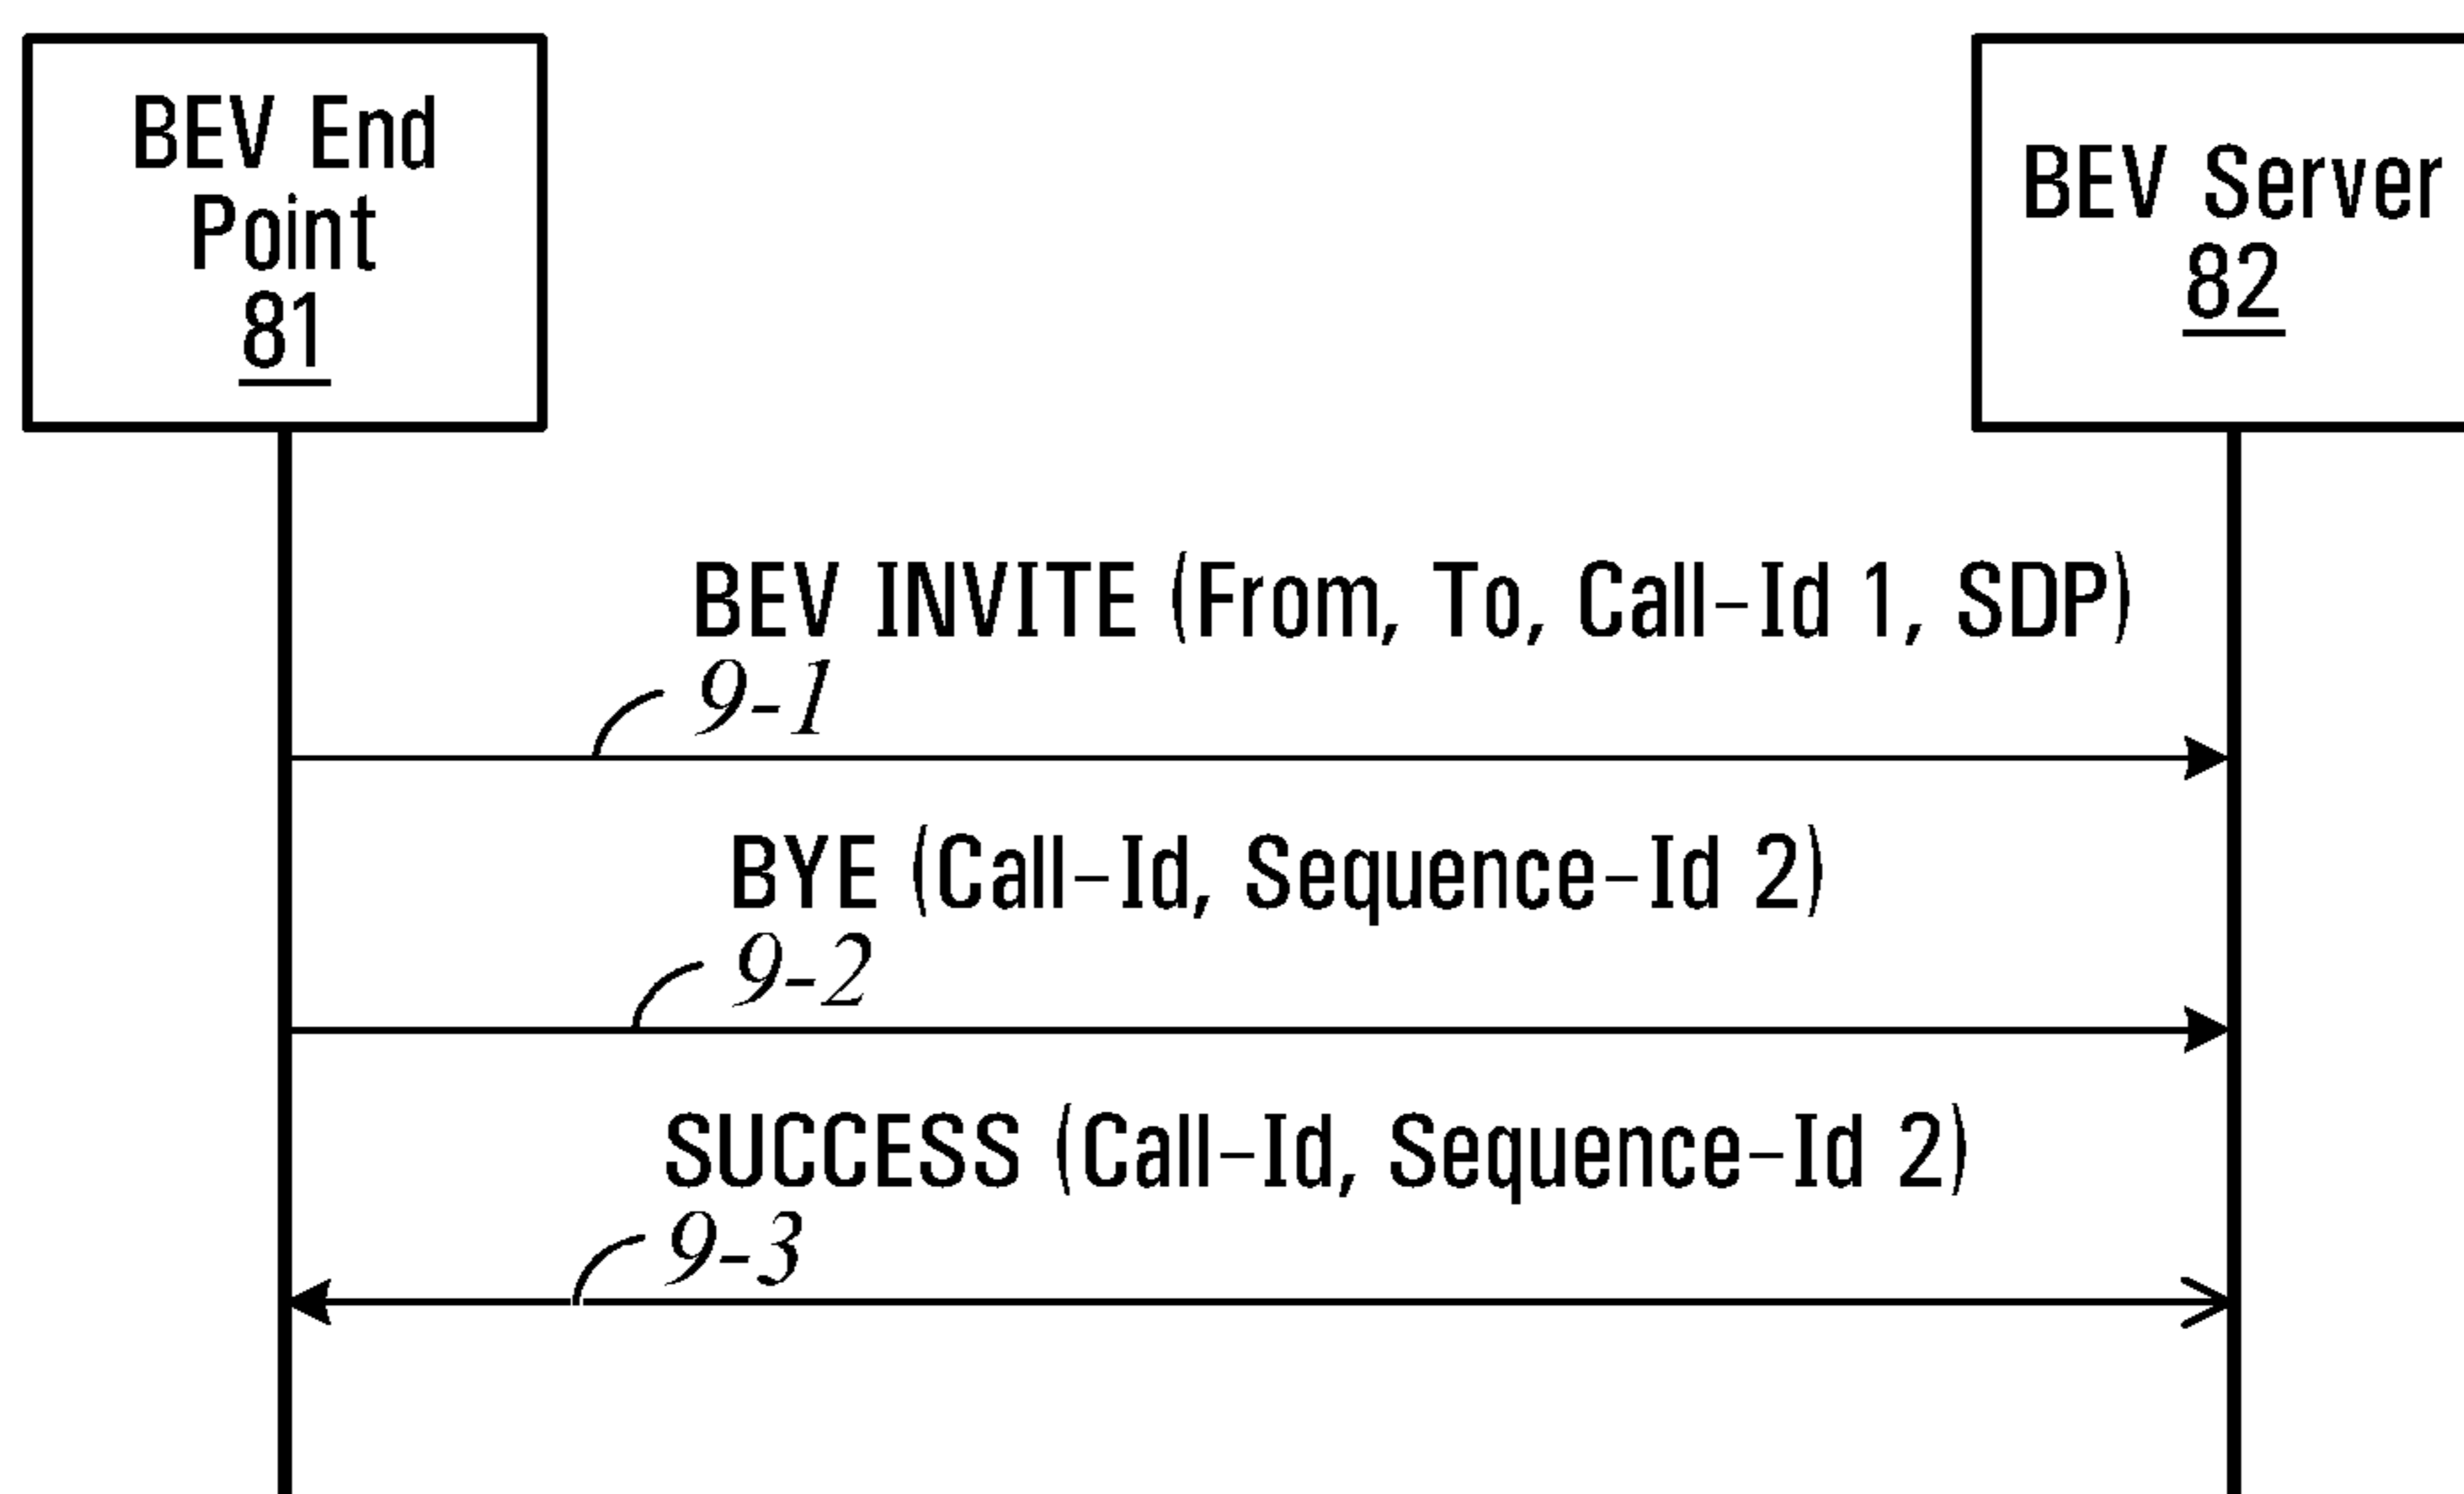 BEV End
Point
81
BEV Server
82
BEV INVITE (From, To, Call-Id 1, SDP)
9-1
BYE (Call-Id, Sequence-Id 2)
9-2
SUCCESS (Call-Id, Sequence-Id 2)
9-3